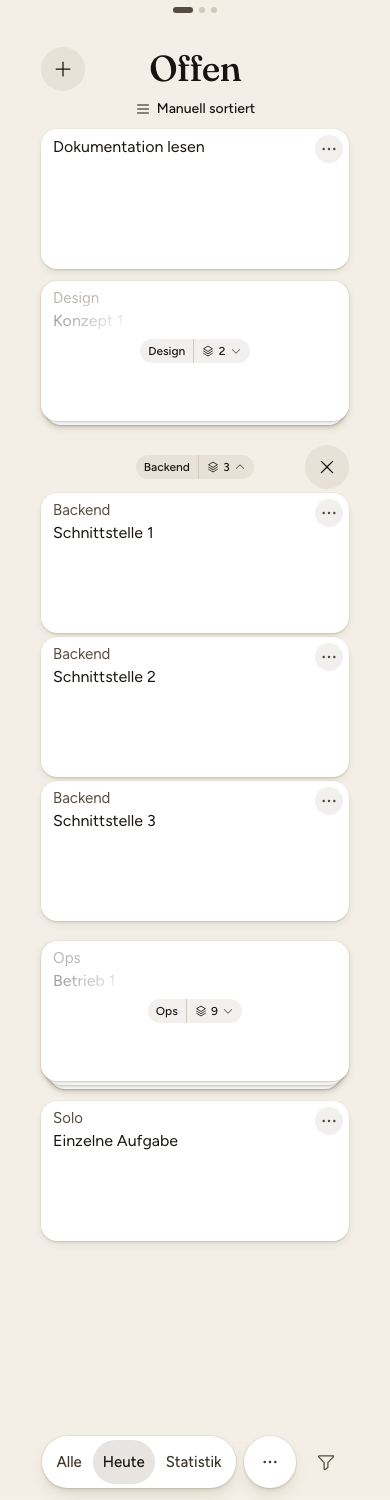 Offen
Manuell sortiert
Dokumentation lesen
Design
Konzept 1
Design 2
Backend 3
Backend
Schnittstelle 1
Backend
Schnittstelle 2
Backend
Schnittstelle 3
Ops
Betrieb 1
Ops 9
Solo
Einzelne Aufgabe
Alle Heute Statistik